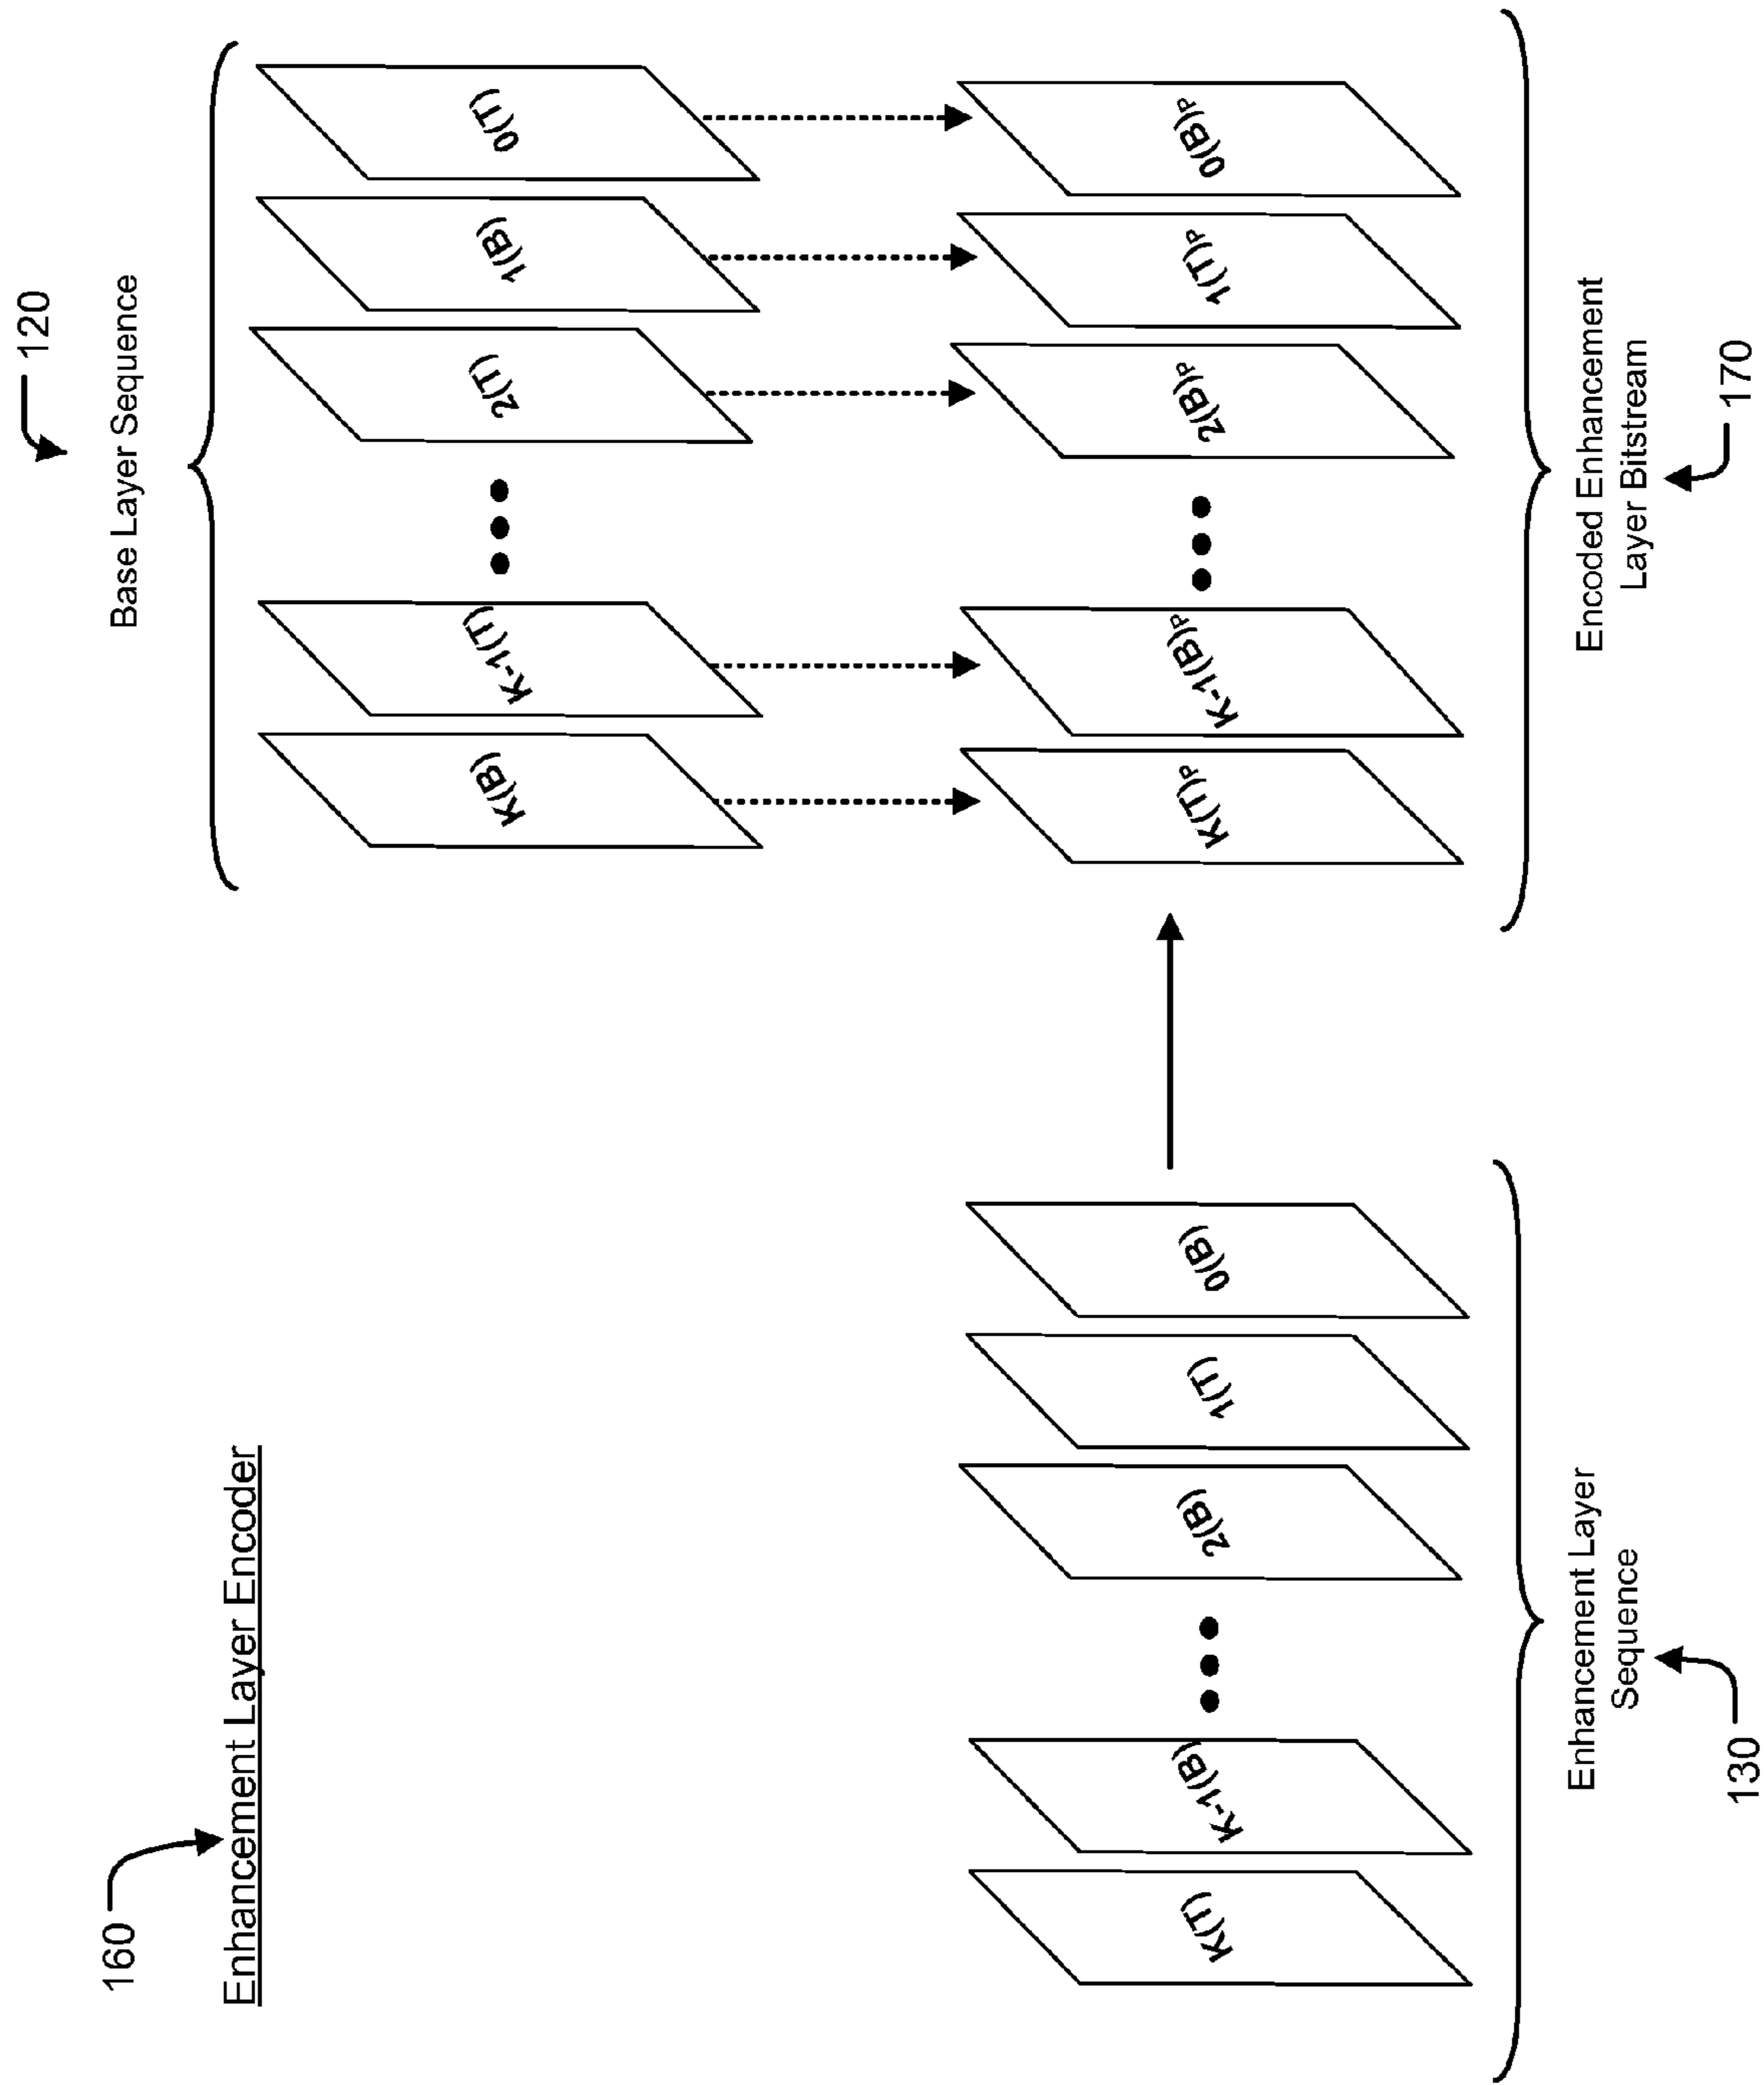 120
160
Base Layer Sequence
Enhancement Layer Encoder
K(B)
K-1(T)
2(T)
1(B)
0(T)
K(T)
K-1(B)
2(B)
1(T)
0(B)
K(T)ᴾ
K-1(B)ᴾ
2(B)ᴾ
1(T)ᴾ
0(B)ᴾ
Enhancement Layer
Sequence
130
Encoded Enhancement
Layer Bitstream
170